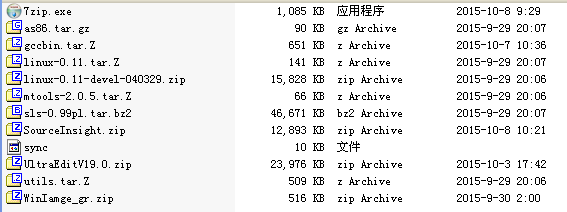 7zip.exe 1,085 KB 应用程序 2015-10-8 9:29
as86.tar.gz 90 KB gz Archive 2015-9-29 20:07
gccbin.tar.Z 651 KB z Archive 2015-10-7 10:36
linux-0.11.tar.Z 141 KB z Archive 2015-9-29 20:07
linux-0.11-devel-040329.zip 15,828 KB zip Archive 2015-9-29 20:06
mtools-2.0.5.tar.Z 66 KB z Archive 2015-9-29 20:06
sls-0.99pl.tar.bz2 46,671 KB bz2 Archive 2015-9-29 20:07
SourceInsight.zip 12,893 KB zip Archive 2015-10-8 10:21
sync 10 KB 文件 2015-9-29 20:06
UltraEditV19.0.zip 23,976 KB zip Archive 2015-10-3 17:42
utils.tar.Z 509 KB z Archive 2015-9-29 20:06
WinIamge_gr.zip 516 KB zip Archive 2015-9-30 2:00